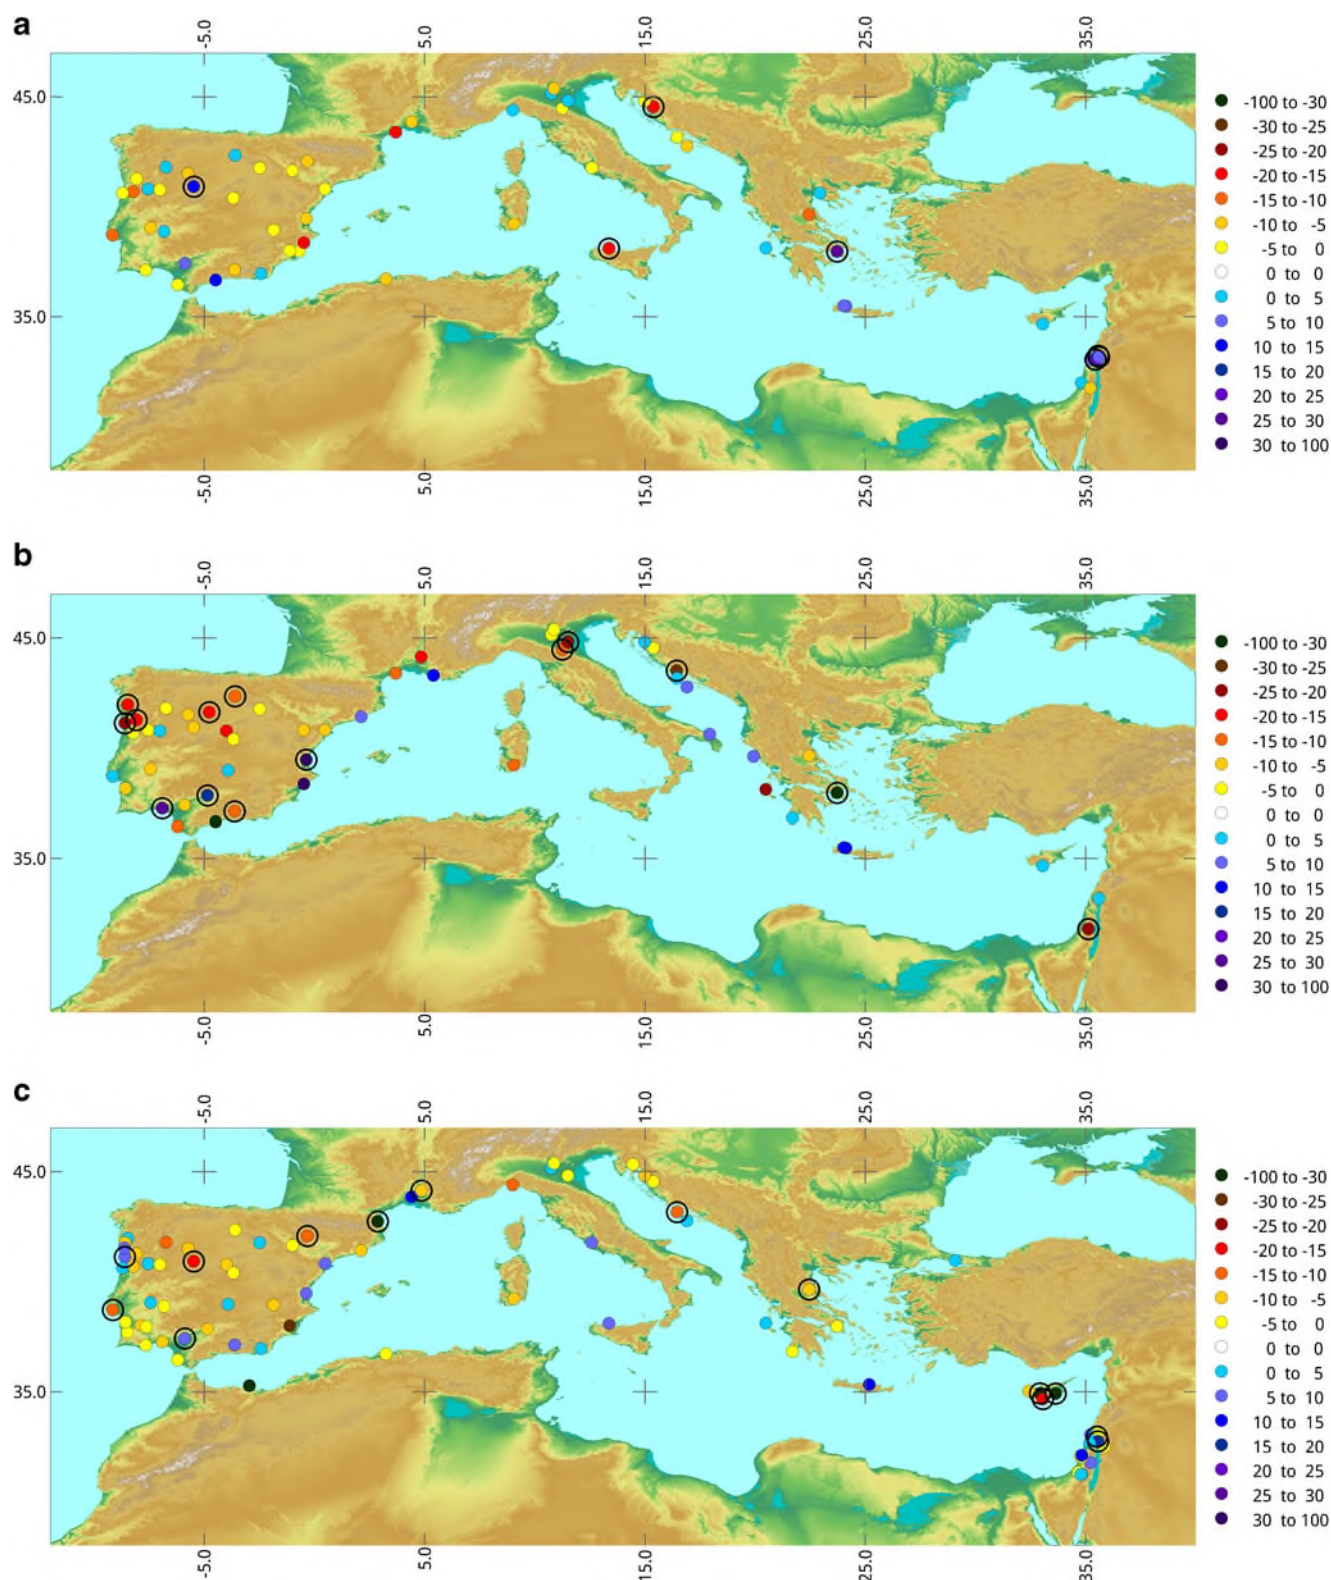 a
-5.0 5.0 15.0 25.0 35.0
45.0
35.0
-5.0 5.0 15.0 25.0 35.0
-100 to -30
-30 to -25
-25 to -20
-20 to -15
-15 to -10
-10 to -5
-5 to 0
0 to 0
0 to 5
5 to 10
10 to 15
15 to 20
20 to 25
25 to 30
30 to 100
b
-5.0 5.0 15.0 25.0 35.0
45.0
35.0
-5.0 5.0 15.0 25.0 35.0
-100 to -30
-30 to -25
-25 to -20
-20 to -15
-15 to -10
-10 to -5
-5 to 0
0 to 0
0 to 5
5 to 10
10 to 15
15 to 20
20 to 25
25 to 30
30 to 100
c
-5.0 5.0 15.0 25.0 35.0
45.0
35.0
-5.0 5.0 15.0 25.0 35.0
-100 to -30
-30 to -25
-25 to -20
-20 to -15
-15 to -10
-10 to -5
-5 to 0
0 to 0
0 to 5
5 to 10
10 to 15
15 to 20
20 to 25
25 to 30
30 to 100